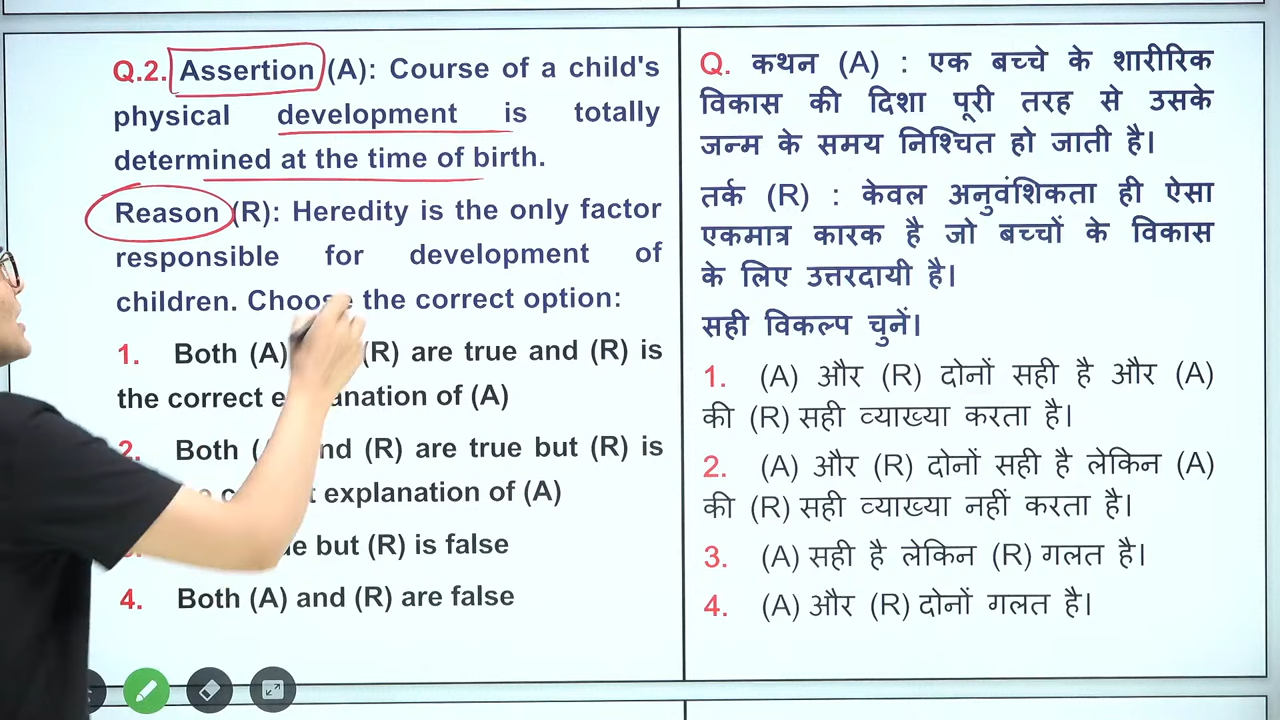 Q.2. Assertion (A): Course of a child's
physical development is totally
determined at the time of birth.
Reason (R): Heredity is the only factor
responsible for development of
children. Choose the correct option:
1. Both (A) (R) are true and (R) is
the correct explanation of (A)
2. Both (R) are true but (R) is
explanation of (A)
but (R) is false
4. Both (A) and (R) are false
Q. कथन (A) : एक बच्चे के शारीरिक
विकास की दिशा पूरी तरह से उसके
जन्म के समय निश्चित हो जाती है।
तर्क (R) : केवल अनुवंशिकता ही ऐसा
एकमात्र कारक है जो बच्चों के विकास
के लिए उत्तरदायी है।
सही विकल्प चुनें।
1. (A) और (R) दोनों सही है और (A)
की (R) सही व्याख्या करता है।
2. (A) और (R) दोनों सही है लेकिन (A)
की (R) सही व्याख्या नहीं करता है।
3. (A) सही है लेकिन (R) गलत है।
4. (A) और (R) दोनों गलत है।